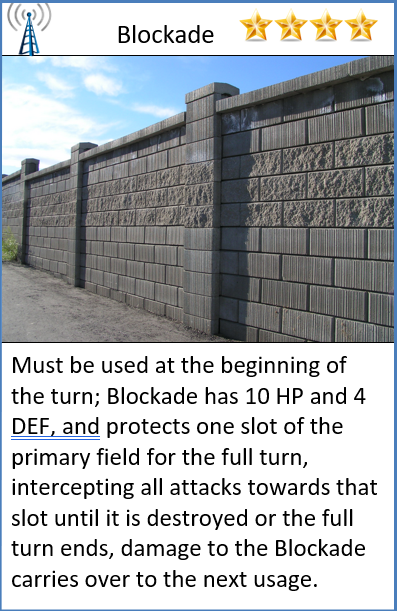 Blockade
Must be used at the beginning of
the turn; Blockade has 10 HP and 4
DEF, and protects one slot of the
primary field for the full turn,
intercepting all attacks towards that
slot until it is destroyed or the full
turn ends, damage to the Blockade
carries over to the next usage.